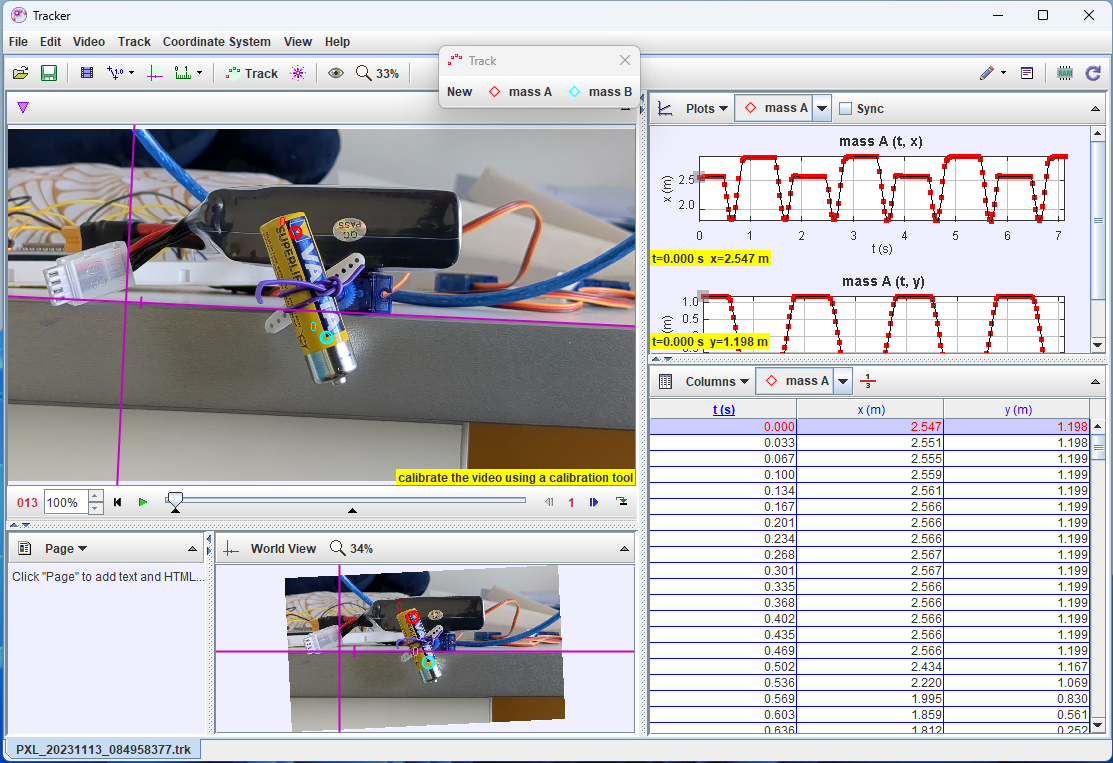 Tracker
File Edit Video Track Coordinate System View Help
Track 33%
Track
New mass A mass B
Plots mass A Sync
mass A (t, x)
x (m)
2.5
2.0
0 1 2 3 4 5 6 7
t (s)
t=0.000 s x=2.547 m
mass A (t, y)
1.0
0.5
t=0.000 s y=1.198 m
QC
PASS
VARTA
SUPERLIFE
calibrate the video using a calibration tool
013 100% 1
Page
Click "Page" to add text and HTML...
World View 34%
Columns mass A 1/3
t (s) x (m) y (m)
0.000 2.547 1.198
0.033 2.551 1.198
0.067 2.555 1.199
0.100 2.559 1.199
0.134 2.561 1.199
0.167 2.566 1.199
0.201 2.566 1.199
0.234 2.566 1.199
0.268 2.567 1.199
0.301 2.567 1.199
0.335 2.566 1.199
0.368 2.566 1.199
0.402 2.566 1.199
0.435 2.566 1.199
0.469 2.566 1.199
0.502 2.434 1.167
0.536 2.220 1.069
0.569 1.995 0.830
0.603 1.859 0.561
0.636 1.812 0.252
PXL_20231113_084958377.trk